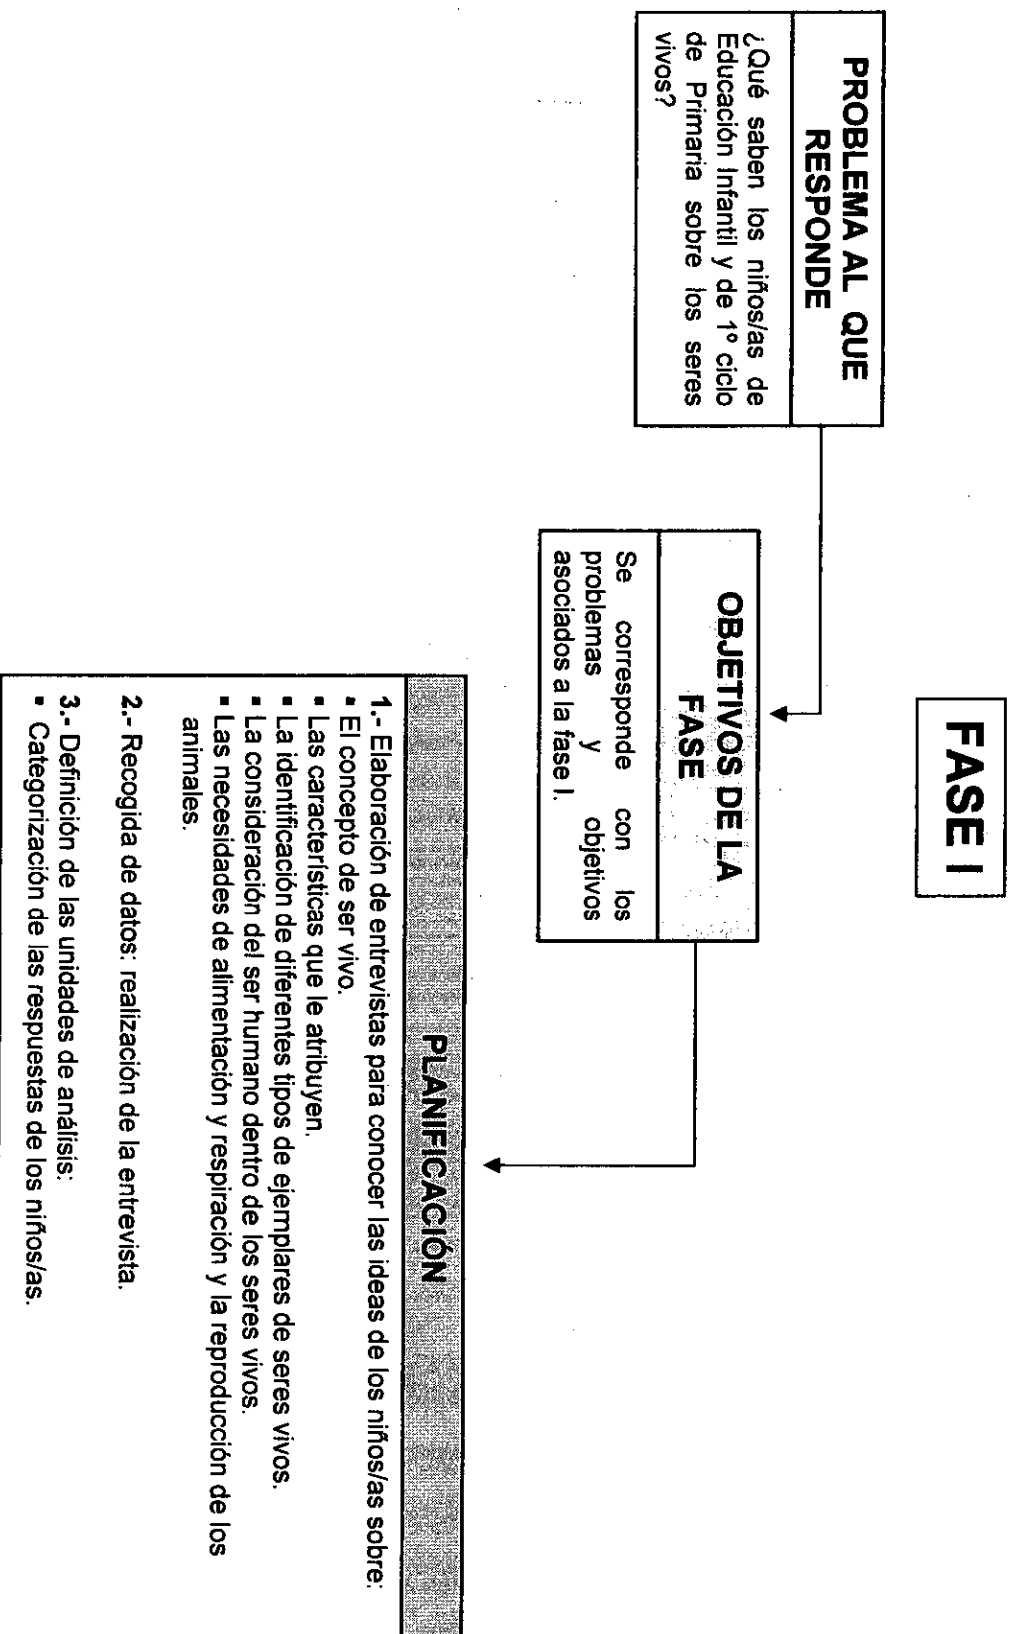 FASE I
PROBLEMA AL QUE
RESPONDE
¿Qué saben los niños/as de
Educación Infantil y de 1º ciclo
de Primaria sobre los seres
vivos?
OBJETIVOS DE LA
FASE
Se corresponde con los
problemas y objetivos
asociados a la fase I.
PLANIFICACIÓN
1.- Elaboración de entrevistas para conocer las ideas de los niños/as sobre:
▪ El concepto de ser vivo.
▪ Las características que le atribuyen.
▪ La identificación de diferentes tipos de ejemplares de seres vivos.
▪ La consideración del ser humano dentro de los seres vivos.
▪ Las necesidades de alimentación y respiración y la reproducción de los
animales.
2.- Recogida de datos: realización de la entrevista.
3.- Definición de las unidades de análisis:
▪ Categorización de las respuestas de los niños/as.